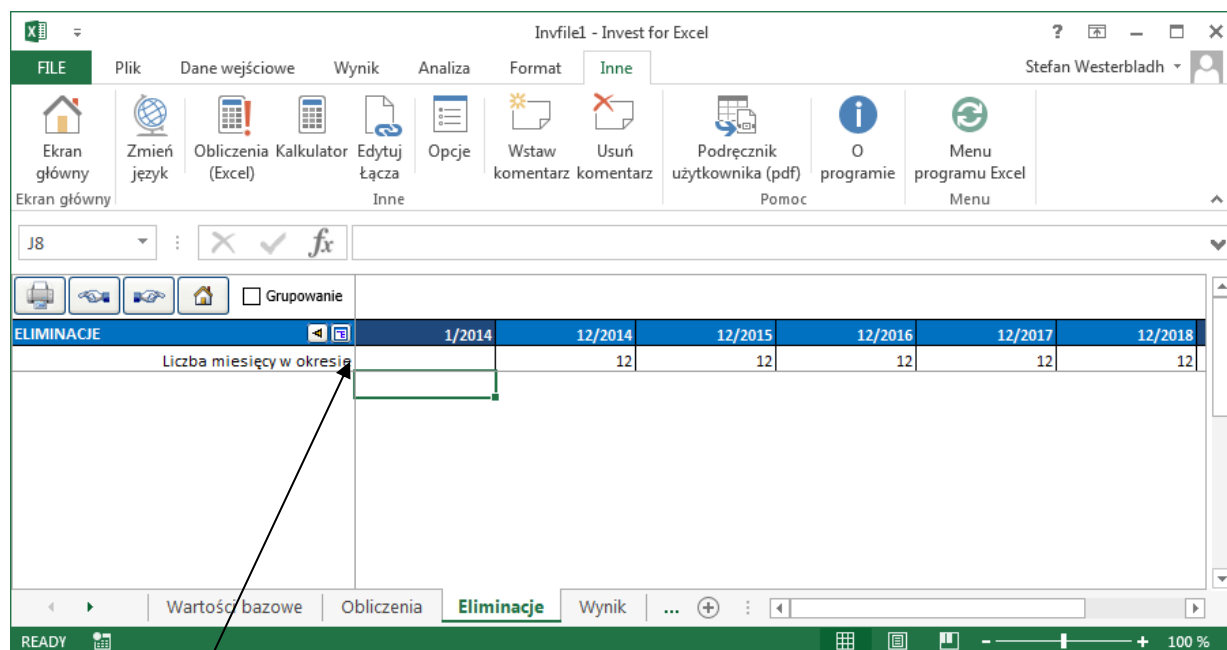 Invfile1 - Invest for Excel
?
FILE Plik Dane wejściowe Wynik Analiza Format Inne Stefan Westerbladh
Ekran główny
Zmień język
Obliczenia (Excel)
Kalkulator
Edytuj Łącza
Opcje
Wstaw komentarz
Usuń komentarz
Podręcznik użytkownika (pdf)
O programie
Menu programu Excel
Ekran główny Inne Pomoc Menu
J8 fx
Grupowanie
ELIMINACJE 1/2014 12/2014 12/2015 12/2016 12/2017 12/2018
Liczba miesięcy w okresie 12 12 12 12 12
Wartości bazowe Obliczenia Eliminacje Wynik ...
READY 100 %